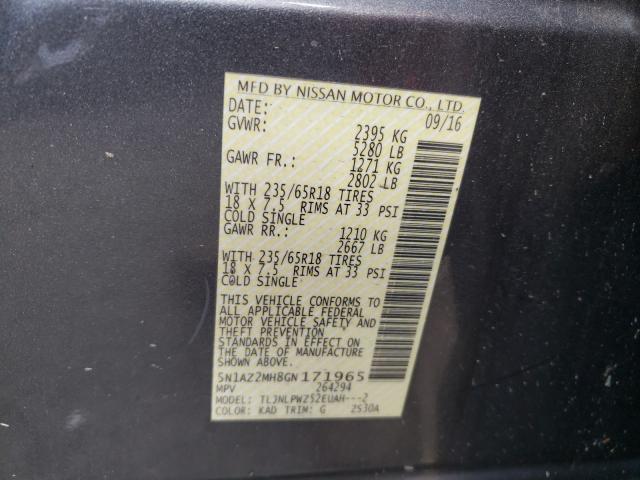 MFD BY NISSAN MOTOR CO., LTD.
DATE: 09/16
GVWR: 2395 KG
5280 LB
GAWR FR.: 1271 KG
2802 LB
WITH 235/65R18 TIRES
18 X 7.5 RIMS AT 33 PSI
COLD SINGLE
GAWR RR.: 1210 KG
2667 LB
WITH 235/65R18 TIRES
18 X 7.5 RIMS AT 33 PSI
COLD SINGLE
THIS VEHICLE CONFORMS TO
ALL APPLICABLE FEDERAL
MOTOR VEHICLE SAFETY AND
THEFT PREVENTION
STANDARDS IN EFFECT ON
THE DATE OF MANUFACTURE
SHOWN ABOVE.
5N1AZ2MH8GN171965
MPV 264294
MODEL: TLJNLPWZ52EUAH---2
COLOR: KAD TRIM: G 2530A